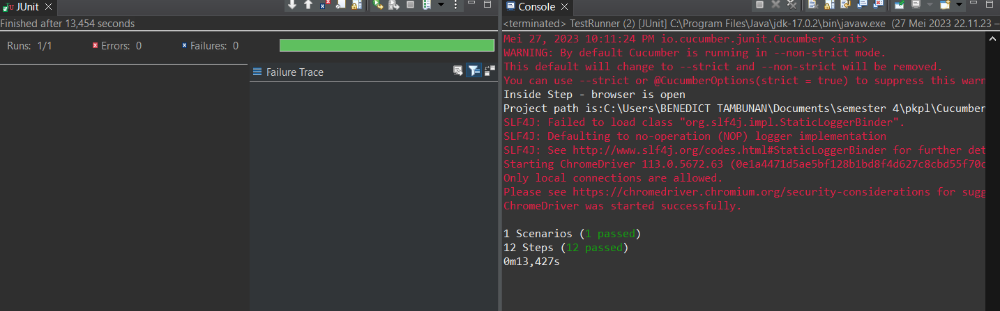 JUnit
Finished after 13,454 seconds
Runs: 1/1
Errors: 0
Failures: 0
Failure Trace
Console
<terminated> TestRunner (2) [JUnit] C:\Program Files\Java\jdk-17.0.2\bin\javaw.exe (27 Mei 2023 22.11.23 –
Mei 27, 2023 10:11:24 PM io.cucumber.junit.Cucumber <init>
WARNING: By default Cucumber is running in --non-strict mode.
This default will change to --strict and --non-strict will be removed.
You can use --strict or @CucumberOptions(strict = true) to suppress this warn
Inside Step - browser is open
Project path is:C:\Users\BENEDICT TAMBUNAN\Documents\semester 4\pkpl\Cucumber
SLF4J: Failed to load class "org.slf4j.impl.StaticLoggerBinder".
SLF4J: Defaulting to no-operation (NOP) logger implementation
SLF4J: See http://www.slf4j.org/codes.html#StaticLoggerBinder for further det
Starting ChromeDriver 113.0.5672.63 (0e1a4471d5ae5bf128b1bd8f4d627c8cbd55f70c
Only local connections are allowed.
Please see https://chromedriver.chromium.org/security-considerations for sugg
ChromeDriver was started successfully.
1 Scenarios (1 passed)
12 Steps (12 passed)
0m13,427s